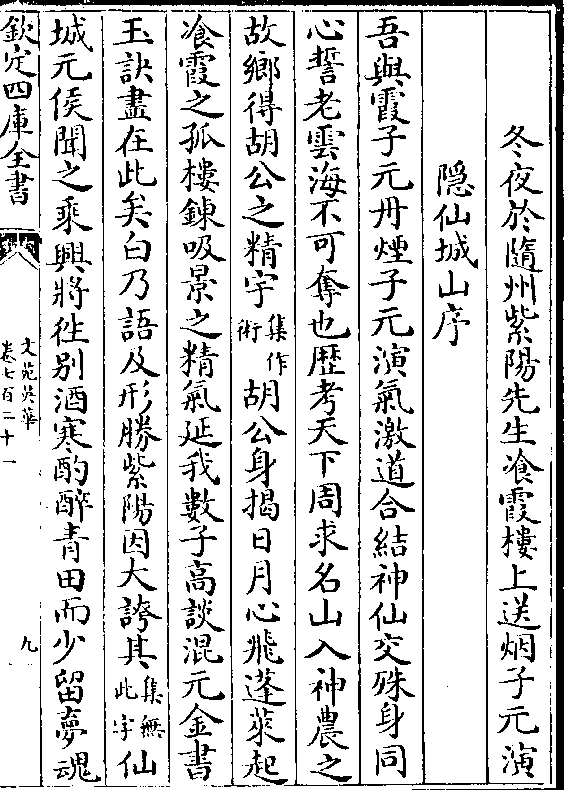 冬夜於隨州紫陽先生飡霞樓上送烟子元演
隠仙城山序
吾與霞子元丹煙子元演氣激道合結神仙交殊身同
心誓老雲海不可奪也歴考天下周求名山入神農之
故鄉得胡公之精宇集作術胡公身揭日月心飛蓬萊起
飡霞之孤樓鍊吸景之精氣延我數子高談混元金書
玉訣盡在此矣白乃語及形勝紫陽因大誇其集無此字仙
城元侯聞之乘興將徃别酒寒酌醉青田而少留夢魂
欽定四庫全書
文苑英華
卷七百二十一
九